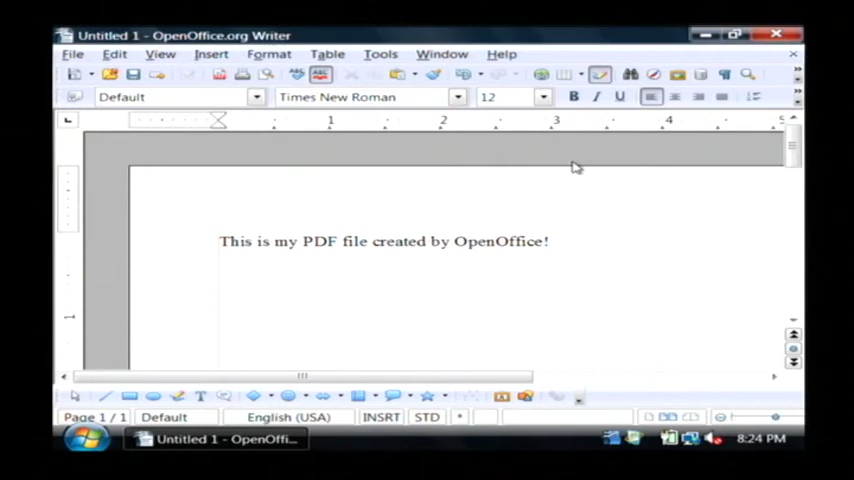 Untitled 1 - OpenOffice.org Writer
File Edit View Insert Format Table Tools Window Help
Default Times New Roman 12 B I U
1 2 3 4 5
This is my PDF file created by OpenOffice!
1
Page 1 / 1 Default English (USA) INSRT STD *
Untitled 1 - OpenOffi... 8:24 PM